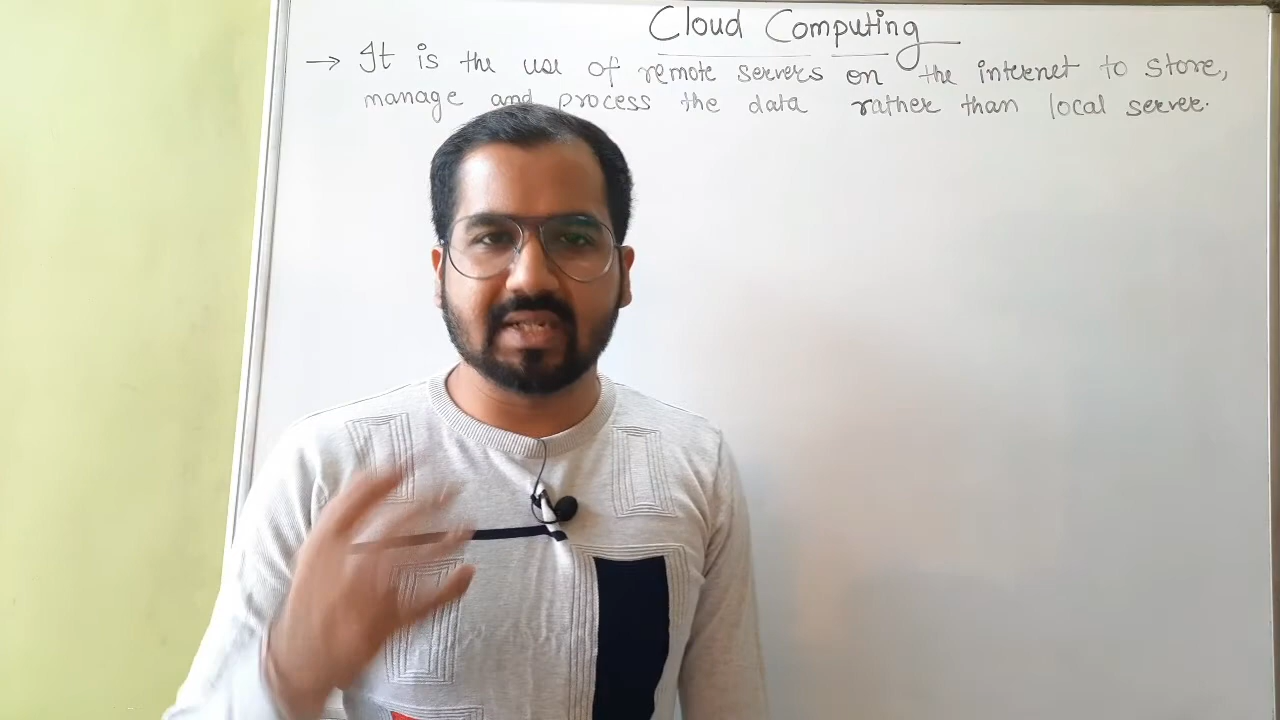 Cloud Computing
→ It is the use of remote servers on the internet to store,
manage and process the data rather than local server.